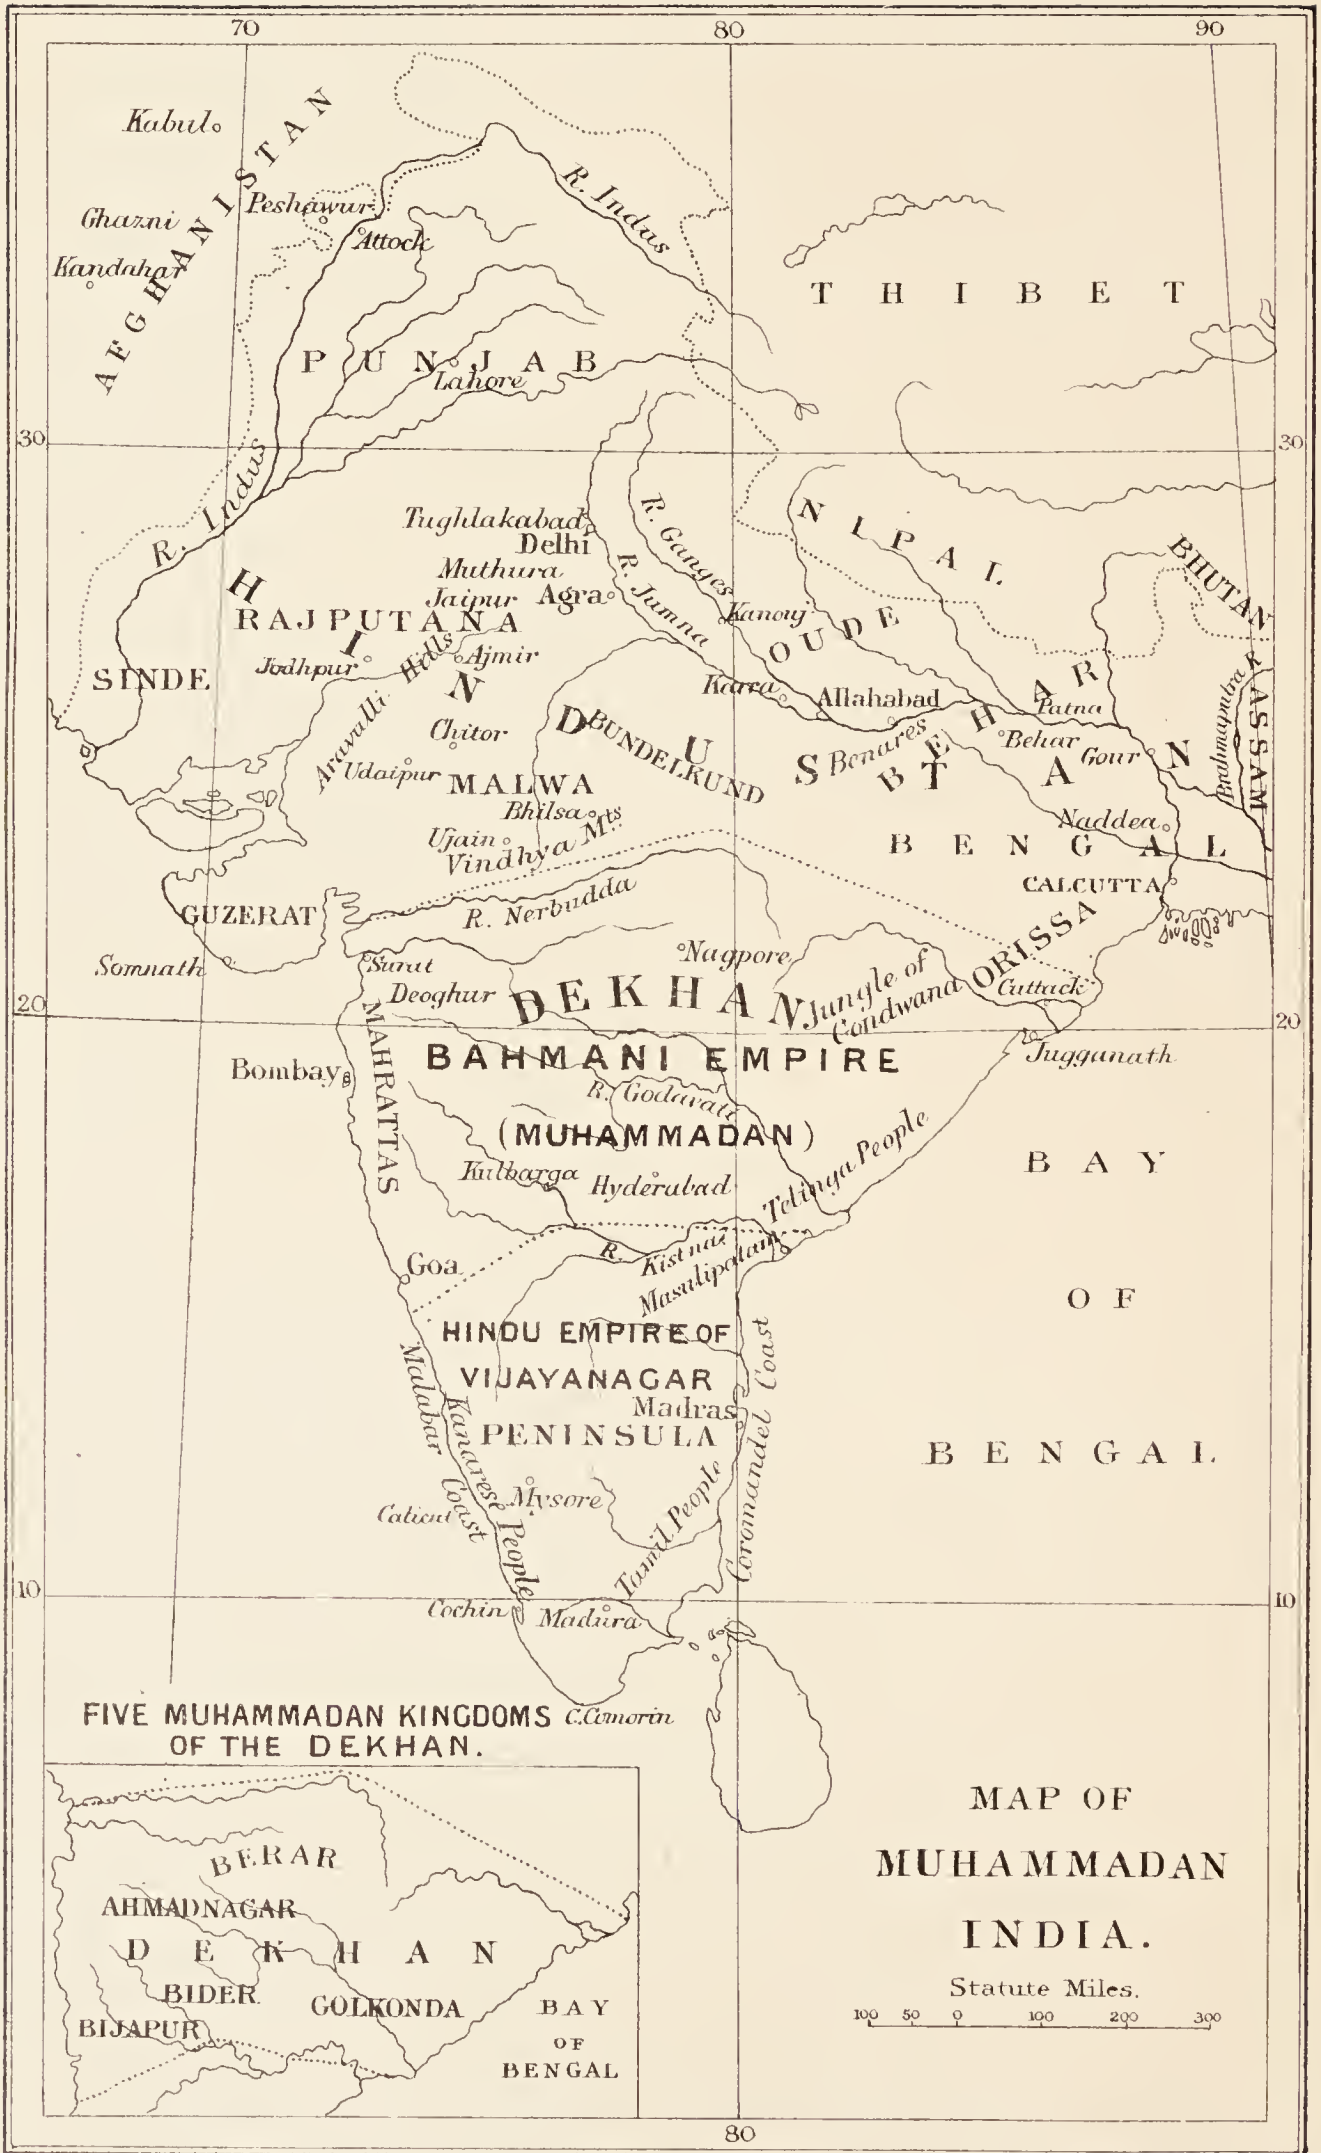 70 80 90
Kabul
AFGHANISTAN
Ghazni
Kandahar
Peshawur
Attock
R. Indus
THIBET
PUNJAB
Lahore
30 30
R. Indus
Tughlakabad
Delhi
Muthura
Jaipur Agra
R. Ganges
R. Jumna
NIPAL
BHUTAN
HINDUSTAN
RAJPUTANA
Kanouj
OUDE
SINDE
Jodhpur
Aravalli Hills
Ajmir
Karra
Allahabad
BEHAR
Patna
Brahmaputra R
ASSAM
Chitor
BUNDELKUND
Benares
Behar
Gour
Udaipur
MALWA
Bhilsa
Ujain
Vindhya Mts
Naddea
BENGAL
CALCUTTA
GUZERAT
R. Nerbudda
ORISSA
Somnath
Surut
Nagpore
Jungle of
Gondwana
Cuttack
Deoghur
DEKHAN
20 20
MAHRATTAS
BAHMANI EMPIRE
Jugganath
Bombay
R. Godavari
(MUHAMMADAN)
Telinga People
Kulbarga
Hyderabad
BAY
OF
BENGAL
Goa
R. Kistna
Masulipatam
HINDU EMPIRE OF
VIJAYANAGAR
Madras
PENINSULA
Malabar Coast
Kanarese People
Coromandel Coast
Mysore
Calicut
Tamil People
10 10
Cochin
Madura
C. Comorin
FIVE MUHAMMADAN KINGDOMS
OF THE DEKHAN.
BERAR
AHMADNAGAR
DEKHAN
BIDER
GOLKONDA
BIJAPUR
BAY
OF
BENGAL
MAP OF
MUHAMMADAN
INDIA.
Statute Miles.
100 50 0 100 200 300
80